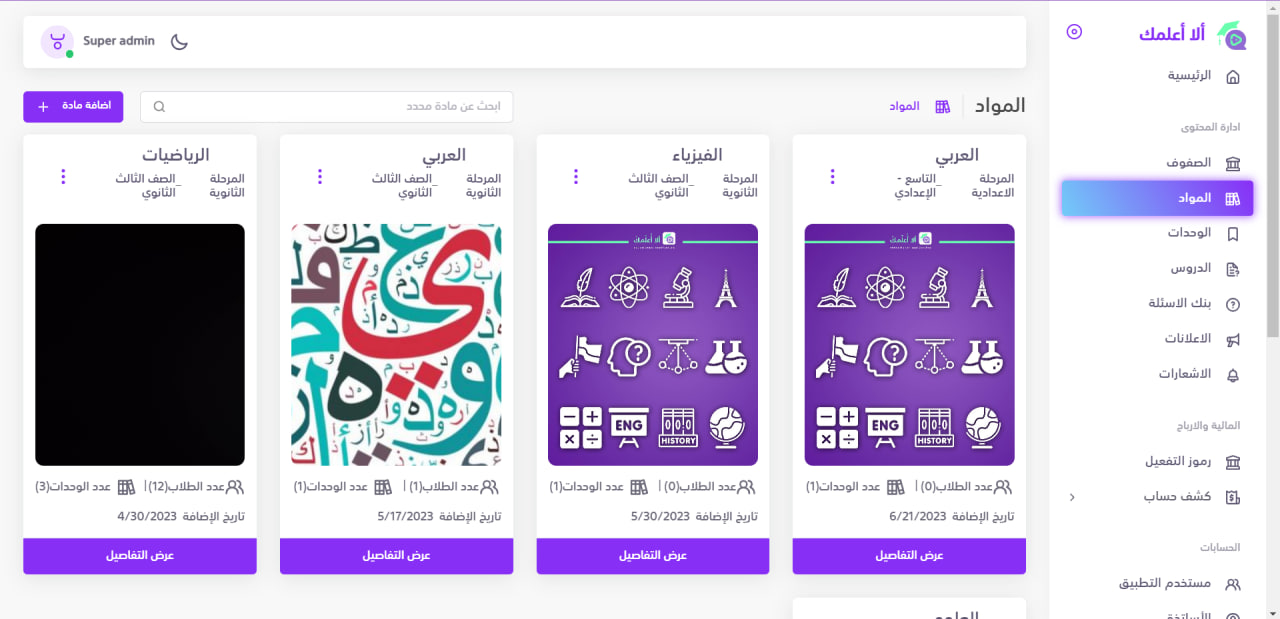 ألا أعلمك
الرئيسية
ادارة المحتوى
الصفوف
المواد
الوحدات
الدروس
بنك الاسئلة
الاعلانات
الاشعارات
المالية والارباح
رموز التفعيل
كشف حساب
الحسابات
مستخدم التطبيق
الأساتذة
Super admin
المواد
المواد
ابحث عن مادة محدد
اضافة مادة +
العربي
المرحلة الاعدادية _ التاسع - الإعدادي
ألا أعلمك
ENG
HISTORY
عدد الطلاب(0) | عدد الوحدات(1)
تاريخ الإضافة 6/21/2023
عرض التفاصيل
الفيزياء
المرحلة الثانوية _ الصف الثالث الثانوي
ألا أعلمك
ENG
HISTORY
عدد الطلاب(0) | عدد الوحدات(1)
تاريخ الإضافة 5/30/2023
عرض التفاصيل
العربي
المرحلة الثانوية _ الصف الثالث الثانوي
عدد الطلاب(1) | عدد الوحدات(1)
تاريخ الإضافة 5/17/2023
عرض التفاصيل
الرياضيات
المرحلة الثانوية _ الصف الثالث الثانوي
عدد الطلاب(12) | عدد الوحدات(3)
تاريخ الإضافة 4/30/2023
عرض التفاصيل
العلوم